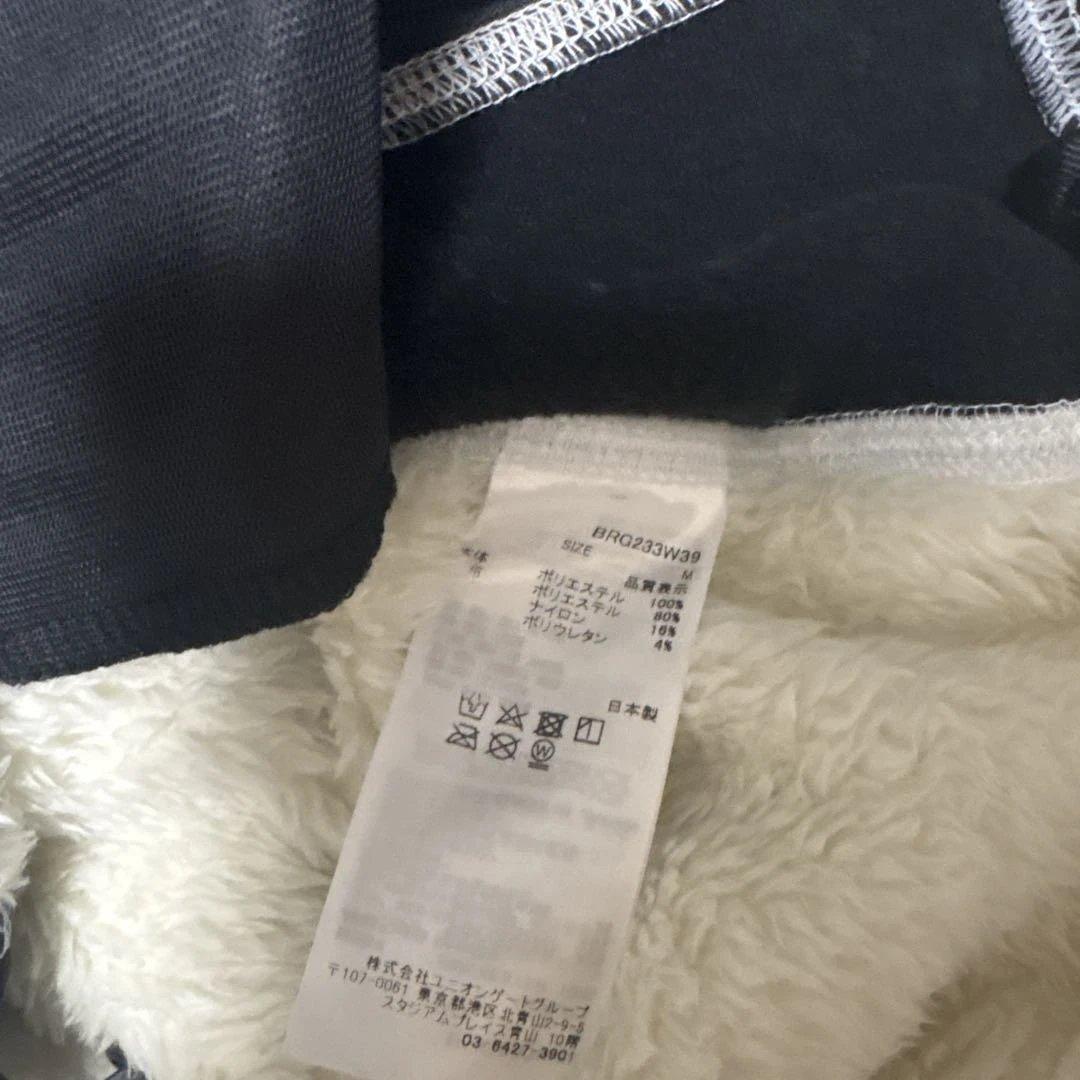 BRG233W39
SIZE M
品質表示
本体 ポリエステル 100%
布 ポリエステル 80%
ナイロン 16%
ポリウレタン 4%
日本製
W
株式会社ユニオンゲートグループ
〒107-0061 東京都港区北青山2-9-5
スタジアムプレイス青山 10階
03-6427-3901